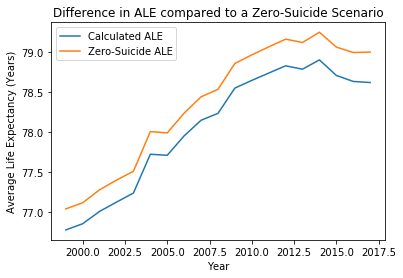 Difference in ALE compared to a Zero-Suicide Scenario
Calculated ALE
Zero-Suicide ALE
Average Life Expectancy (Years)
79.0
78.5
78.0
77.5
77.0
2000.0 2002.5 2005.0 2007.5 2010.0 2012.5 2015.0 2017.5
Year